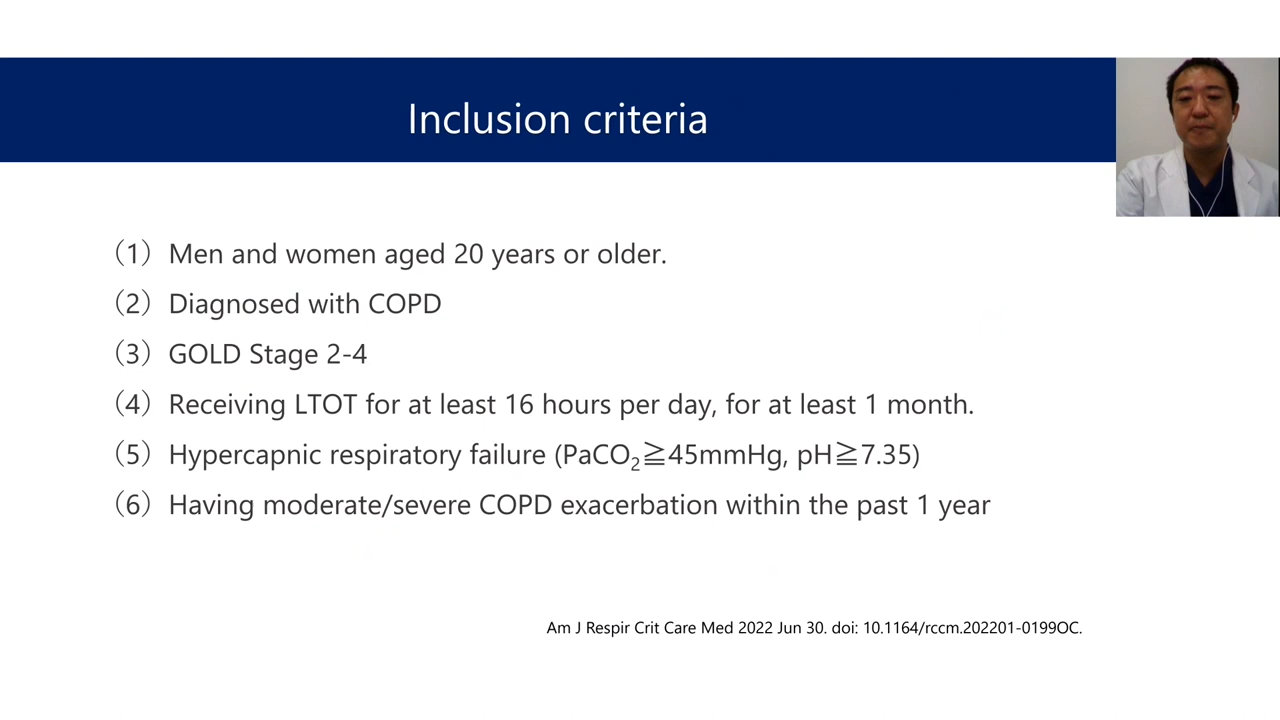 Inclusion criteria
（1）Men and women aged 20 years or older.
（2）Diagnosed with COPD
（3）GOLD Stage 2-4
（4）Receiving LTOT for at least 16 hours per day, for at least 1 month.
（5）Hypercapnic respiratory failure (PaCO₂≧45mmHg, pH≧7.35)
（6）Having moderate/severe COPD exacerbation within the past 1 year
Am J Respir Crit Care Med 2022 Jun 30. doi: 10.1164/rccm.202201-0199OC.